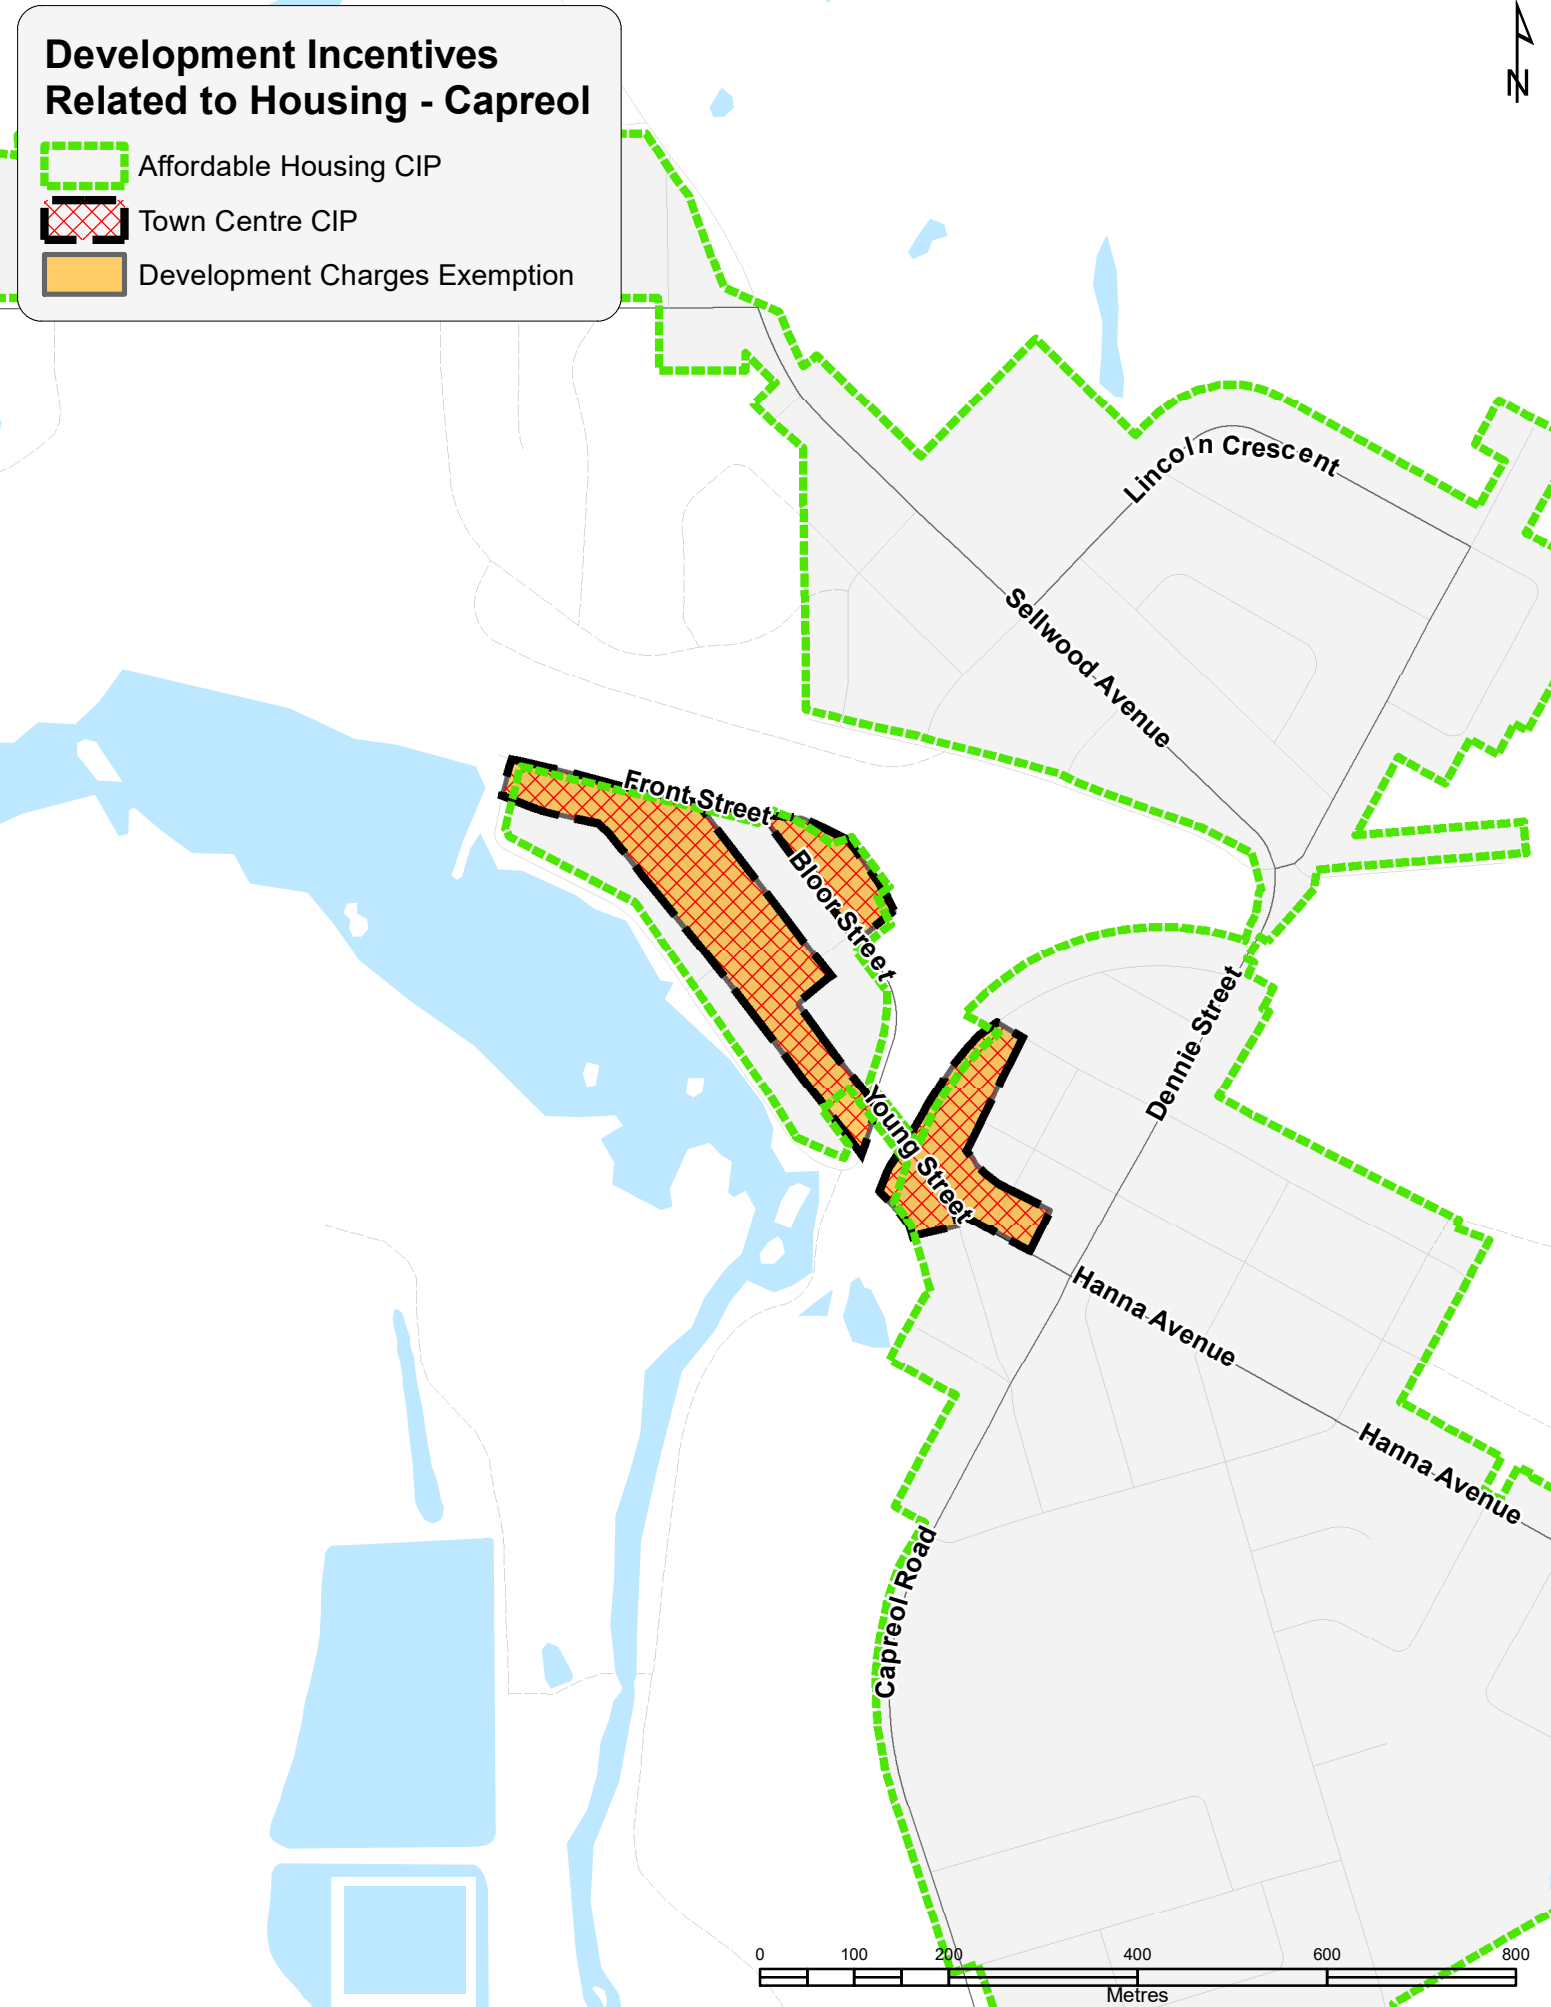 Development Incentives
Related to Housing - Capreol
Affordable Housing CIP
Town Centre CIP
Development Charges Exemption
N
Lincoln Crescent
Sellwood Avenue
Front Street
Bloor Street
Dennie Street
Young Street
Hanna Avenue
Hanna Avenue
Capreol Road
0 100 200 400 600 800
Metres